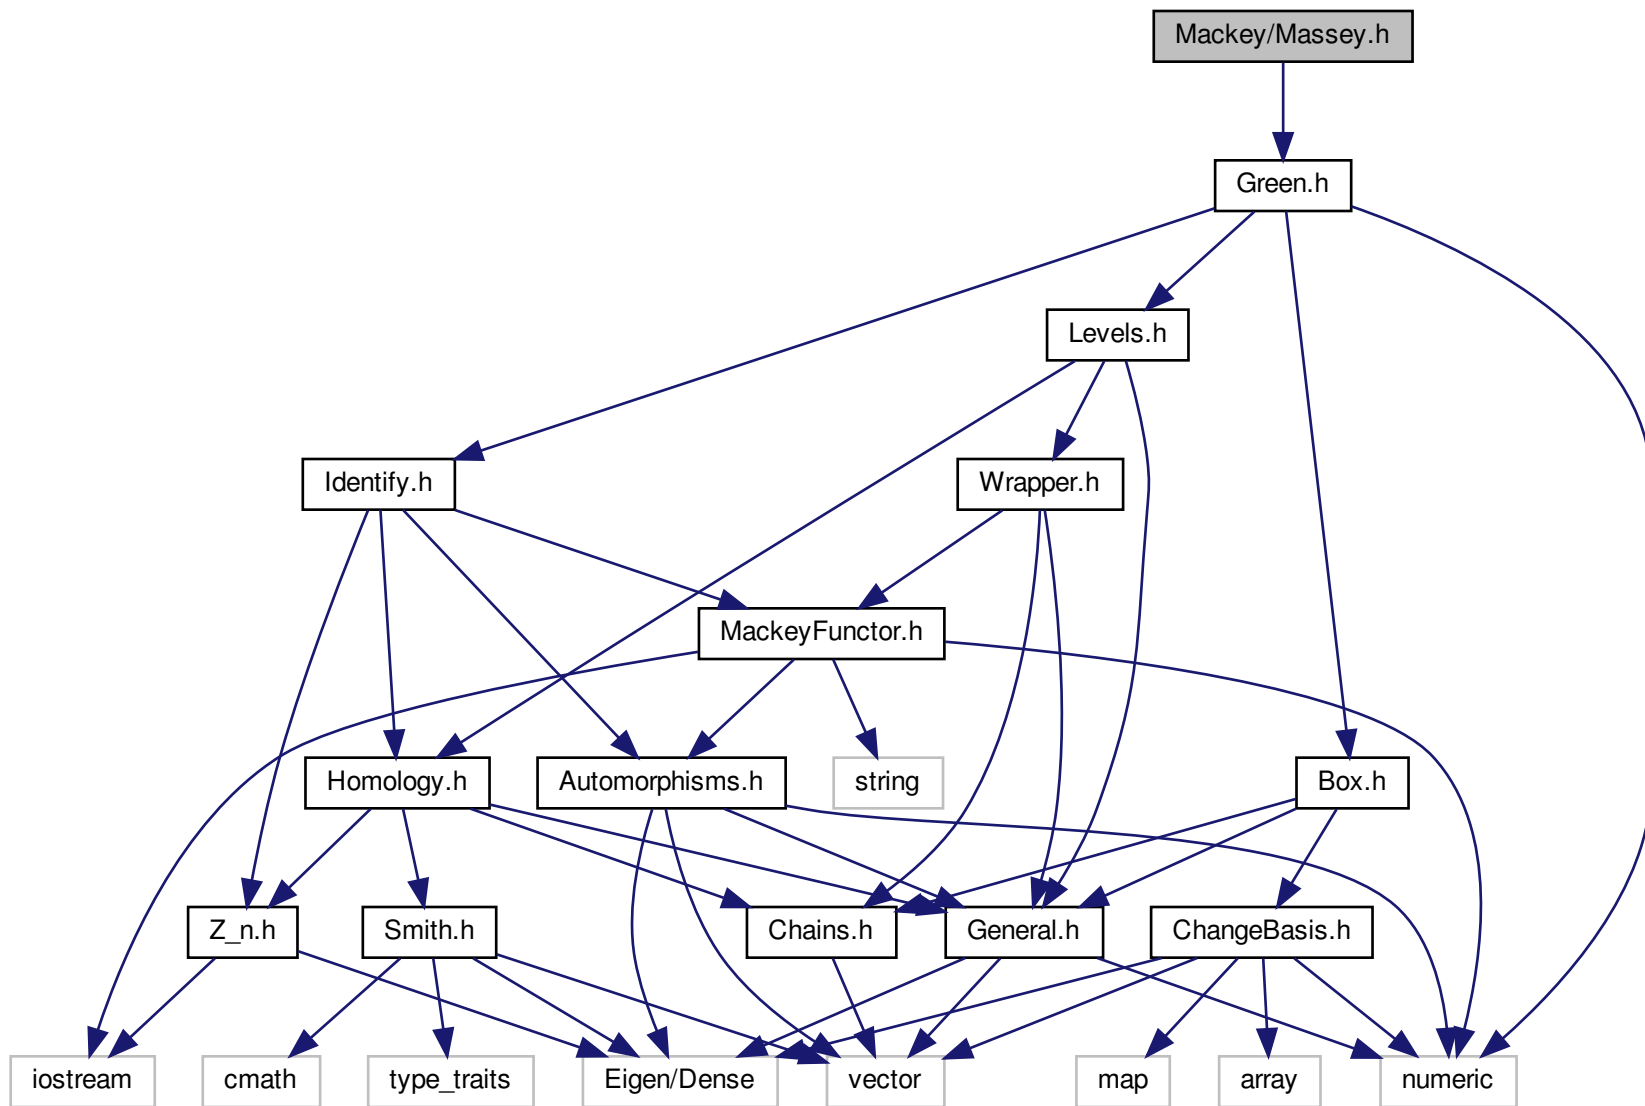 Mackey/Massey.h
Green.h
Levels.h
Identify.h
Wrapper.h
MackeyFunctor.h
Homology.h
Automorphisms.h
string
Box.h
Z_n.h
Smith.h
Chains.h
General.h
ChangeBasis.h
iostream
cmath
type_traits
Eigen/Dense
vector
map
array
numeric